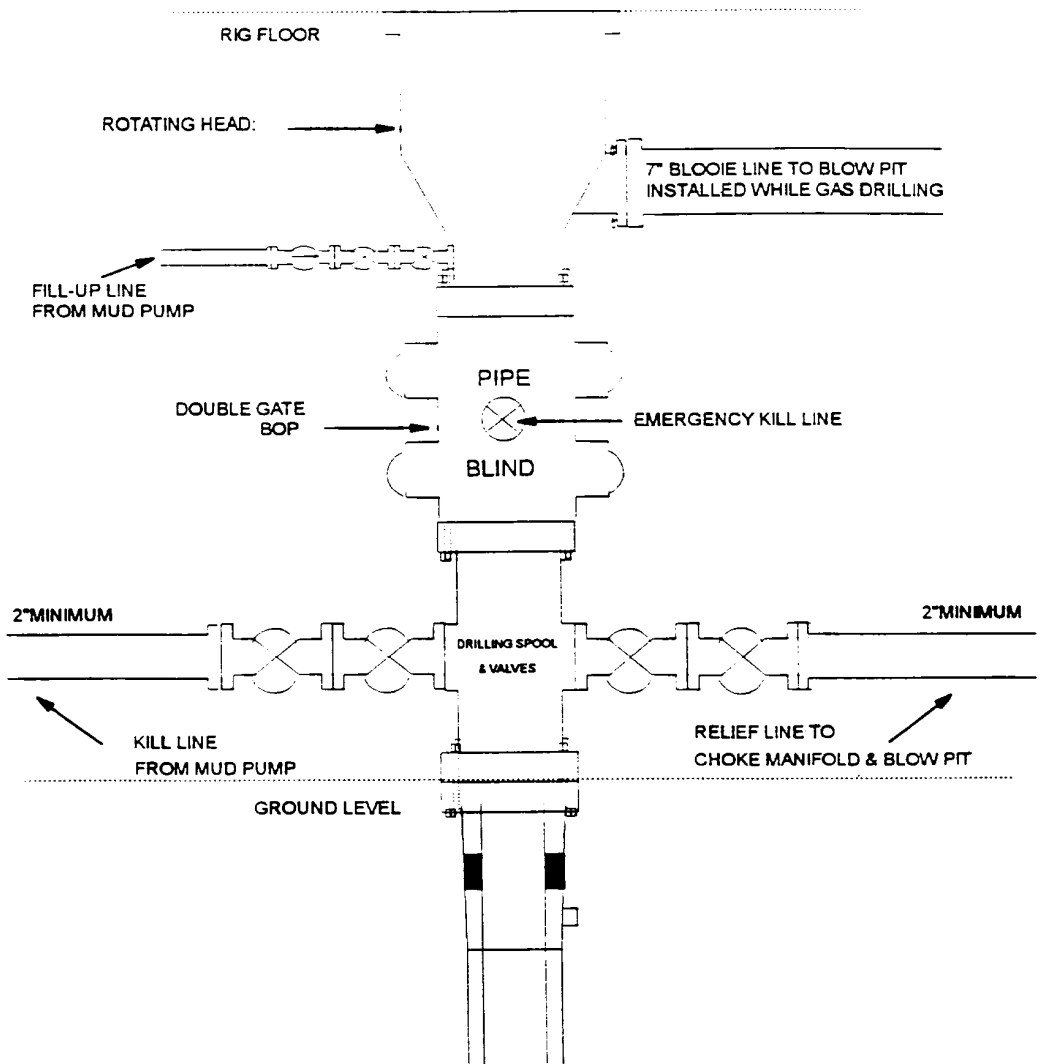 RIG FLOOR
ROTATING HEAD:
7" BLOOIE LINE TO BLOW PIT
INSTALLED WHILE GAS DRILLING
FILL-UP LINE
FROM MUD PUMP
PIPE
DOUBLE GATE
BOP
EMERGENCY KILL LINE
BLIND
2"MINIMUM
2"MINIMUM
DRILLING SPOOL
& VALVES
KILL LINE
FROM MUD PUMP
RELIEF LINE TO
CHOKE MANIFOLD & BLOW PIT
GROUND LEVEL